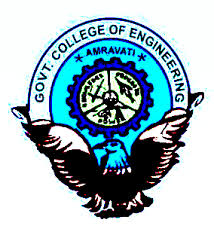 GOVT. COLLEGE OF ENGINEERING
★ AMRAVATI ★